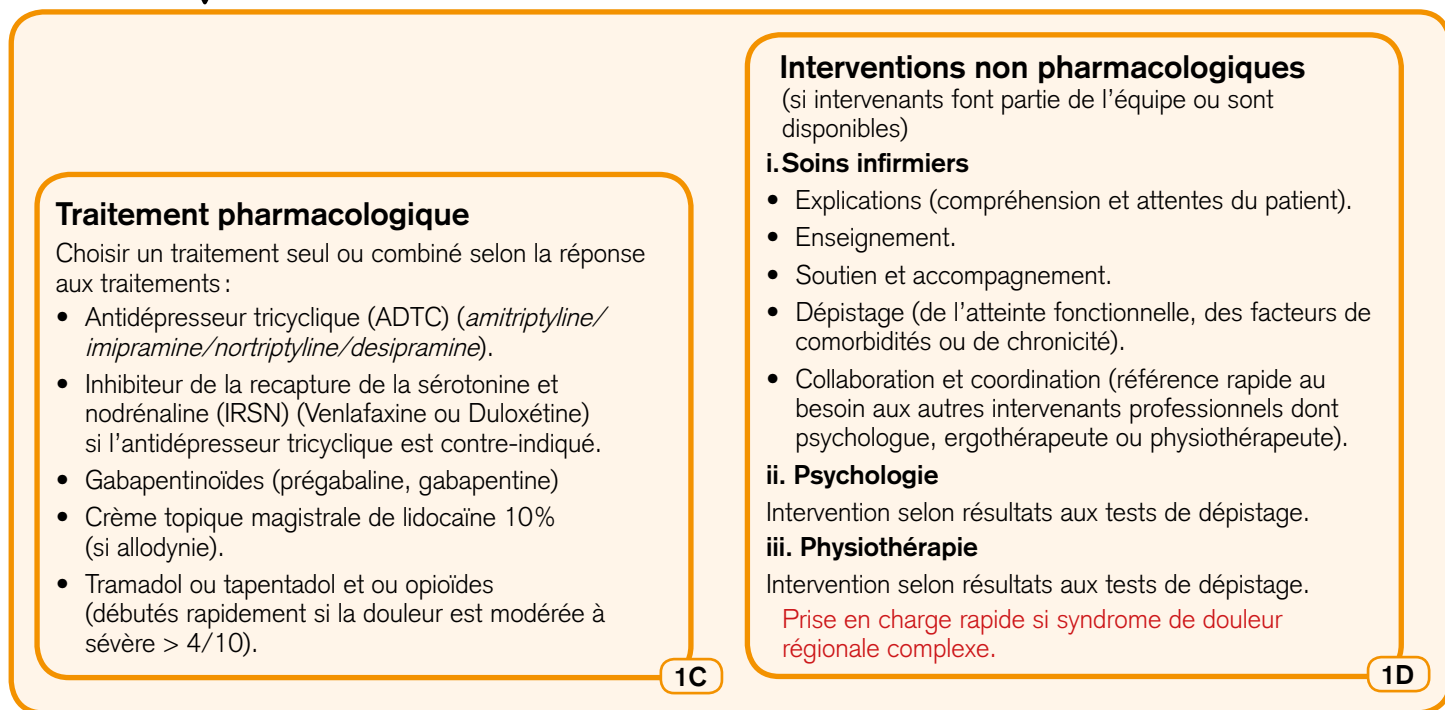 Traitement pharmacologique
Choisir un traitement seul ou combiné selon la réponse
aux traitements :
• Antidépresseur tricyclique (ADTC) (amitriptyline/
imipramine/nortriptyline/desipramine).
• Inhibiteur de la recapture de la sérotonine et
nodrénaline (IRSN) (Venlafaxine ou Duloxétine)
si l'antidépresseur tricyclique est contre-indiqué.
• Gabapentinoïdes (prégabaline, gabapentine)
• Crème topique magistrale de lidocaïne 10%
(si allodynie).
• Tramadol ou tapentadol et ou opioïdes
(débutés rapidement si la douleur est modérée à
sévère > 4/10).
1C
Interventions non pharmacologiques
(si intervenants font partie de l'équipe ou sont
disponibles)
i. Soins infirmiers
• Explications (compréhension et attentes du patient).
• Enseignement.
• Soutien et accompagnement.
• Dépistage (de l'atteinte fonctionnelle, des facteurs de
comorbidités ou de chronicité).
• Collaboration et coordination (référence rapide au
besoin aux autres intervenants professionnels dont
psychologue, ergothérapeute ou physiothérapeute).
ii. Psychologie
Intervention selon résultats aux tests de dépistage.
iii. Physiothérapie
Intervention selon résultats aux tests de dépistage.
Prise en charge rapide si syndrome de douleur
régionale complexe.
1D